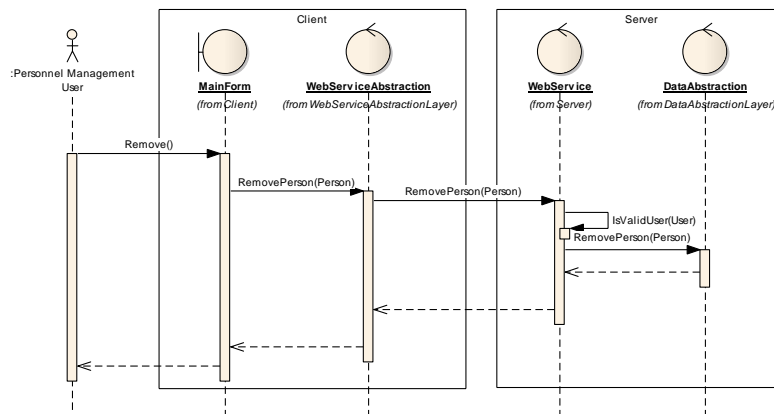 Client
Server
:Personnel Management
User
MainForm
(from Client)
WebServiceAbstraction
(from WebServiceAbstractionLayer)
WebService
(from Server)
DataAbstraction
(from DataAbstractionLayer)
Remove()
RemovePerson(Person)
RemovePerson(Person)
IsValidUser(User)
RemovePerson(Person)